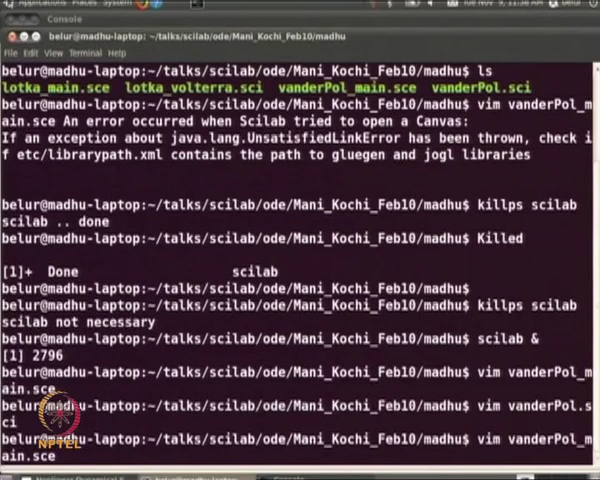 Applications Places System
Tue Nov 9, 11:38 AM
Console
belur@madhu-laptop: ~/talks/scilab/ode/Mani_Kochi_Feb10/madhu
File Edit View Terminal Help
belur@madhu-laptop:~/talks/scilab/ode/Mani_Kochi_Feb10/madhu$ ls
lotka_main.sce lotka_volterra.sci vanderPol_main.sce vanderPol.sci
belur@madhu-laptop:~/talks/scilab/ode/Mani_Kochi_Feb10/madhu$ vim vanderPol_m
ain.sce An error occurred when Scilab tried to open a Canvas:
If an exception about java.lang.UnsatisfiedLinkError has been thrown, check i
f etc/librarypath.xml contains the path to gluegen and jogl libraries
belur@madhu-laptop:~/talks/scilab/ode/Mani_Kochi_Feb10/madhu$ killps scilab
scilab .. done
belur@madhu-laptop:~/talks/scilab/ode/Mani_Kochi_Feb10/madhu$ Killed
[1]+ Done scilab
belur@madhu-laptop:~/talks/scilab/ode/Mani_Kochi_Feb10/madhu$
belur@madhu-laptop:~/talks/scilab/ode/Mani_Kochi_Feb10/madhu$ killps scilab
scilab not necessary
belur@madhu-laptop:~/talks/scilab/ode/Mani_Kochi_Feb10/madhu$ scilab &
[1] 2796
belur@madhu-laptop:~/talks/scilab/ode/Mani_Kochi_Feb10/madhu$ vim vanderPol_m
ain.sce
belur@madhu-laptop:~/talks/scilab/ode/Mani_Kochi_Feb10/madhu$ vim vanderPol.s
ci
belur@madhu-laptop:~/talks/scilab/ode/Mani_Kochi_Feb10/madhu$ vim vanderPol_m
ain.sce
NPTEL